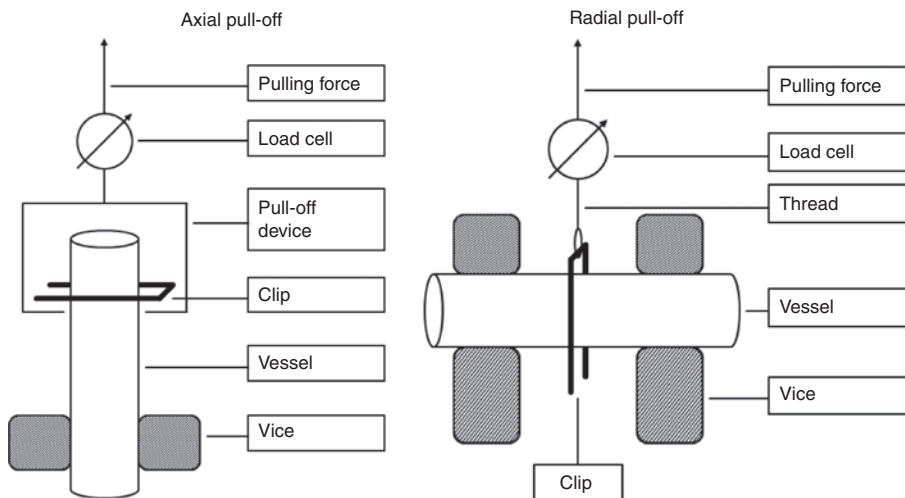 Axial pull-off
Pulling force
Load cell
Pull-off
device
Clip
Vessel
Vice
Radial pull-off
Pulling force
Load cell
Thread
Vessel
Vice
Clip